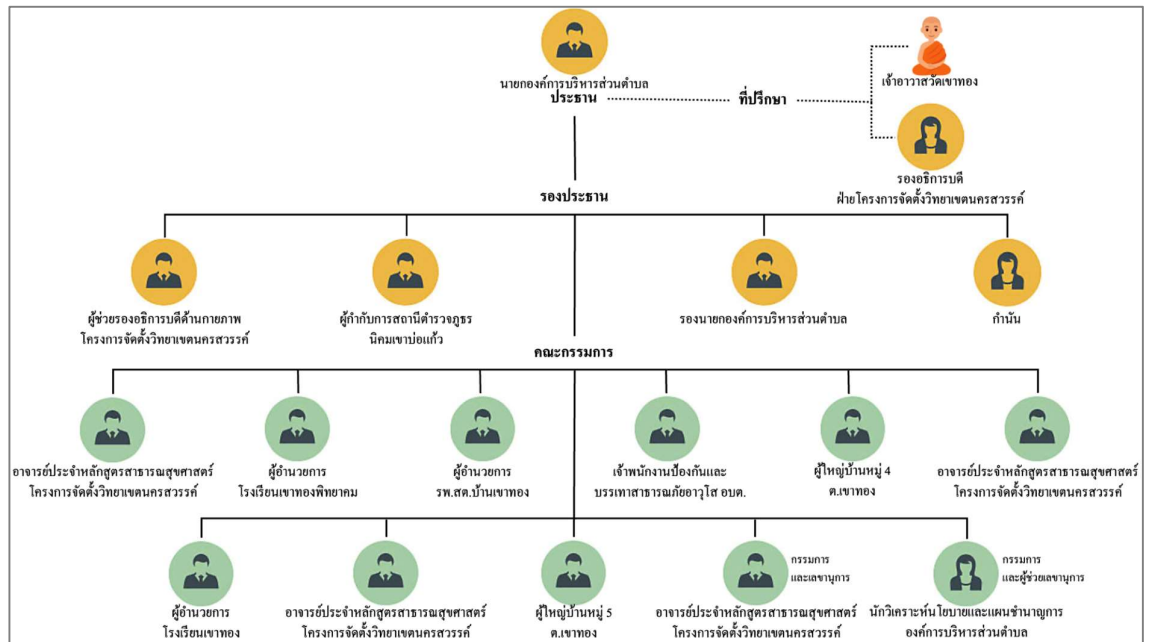 นายกองค์การบริหารส่วนตำบล
ประธาน
ที่ปรึกษา
เจ้าอาวาสวัดเขาทอง
รองอธิการบดี
ฝ่ายโครงการจัดตั้งวิทยาเขตนครสวรรค์
รองประธาน
ผู้ช่วยรองอธิการบดีด้านกายภาพ
โครงการจัดตั้งวิทยาเขตนครสวรรค์
ผู้กำกับการสถานีตำรวจภูธร
นิคมเขาบ่อแก้ว
รองนายกองค์การบริหารส่วนตำบล
กำนัน
คณะกรรมการ
อาจารย์ประจำหลักสูตรสาธารณสุขศาสตร์
โครงการจัดตั้งวิทยาเขตนครสวรรค์
ผู้อำนวยการ
โรงเรียนเขาทองพิทยาคม
ผู้อำนวยการ
รพ.สต.บ้านเขาทอง
เจ้าพนักงานป้องกันและ
บรรเทาสาธารณภัยอาวุโส อบต.
ผู้ใหญ่บ้านหมู่ 4
ต.เขาทอง
อาจารย์ประจำหลักสูตรสาธารณสุขศาสตร์
โครงการจัดตั้งวิทยาเขตนครสวรรค์
ผู้อำนวยการ
โรงเรียนเขาทอง
อาจารย์ประจำหลักสูตรสาธารณสุขศาสตร์
โครงการจัดตั้งวิทยาเขตนครสวรรค์
ผู้ใหญ่บ้านหมู่ 5
ต.เขาทอง
กรรมการ
และเลขานุการ
อาจารย์ประจำหลักสูตรสาธารณสุขศาสตร์
โครงการจัดตั้งวิทยาเขตนครสวรรค์
กรรมการ
และผู้ช่วยเลขานุการ
นักวิเคราะห์นโยบายและแผนชำนาญการ
องค์การบริหารส่วนตำบล